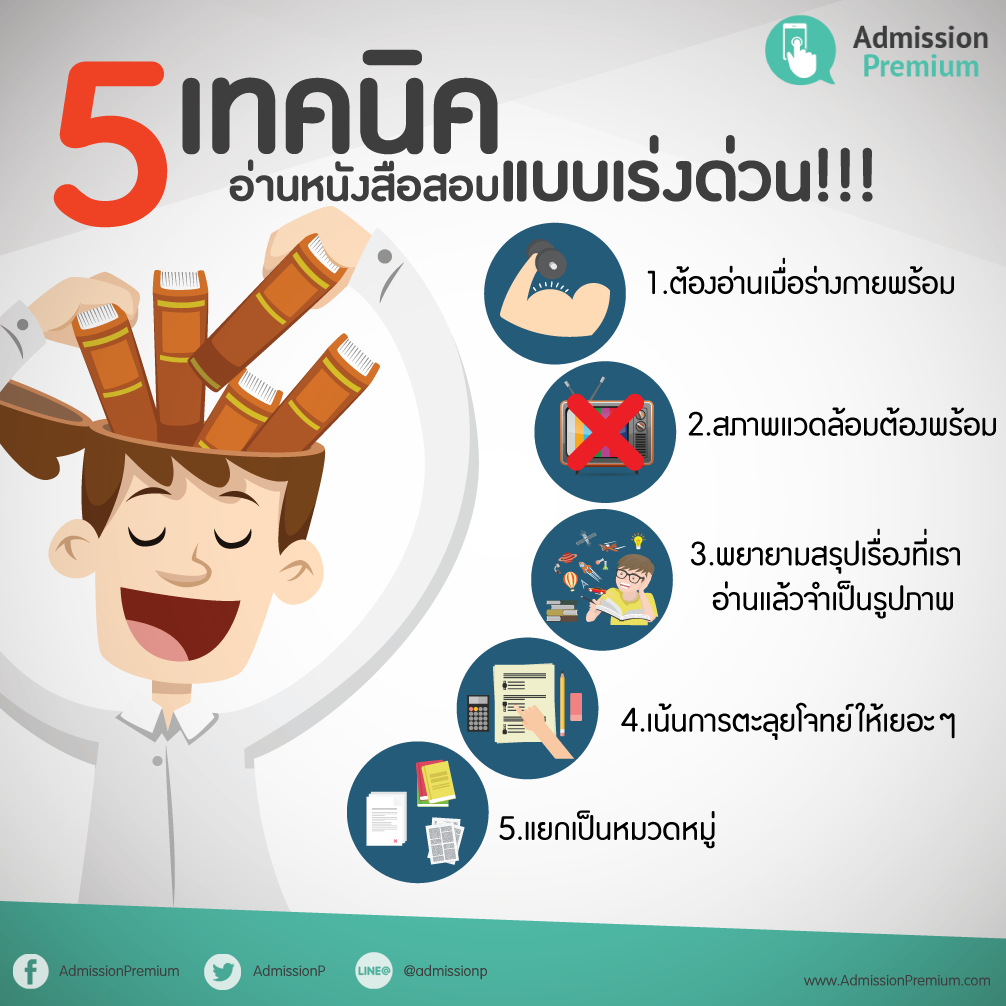 Admission
Premium
5 เทคนิค
อ่านหนังสือสอบแบบเร่งด่วน!!!
1.ต้องอ่านเมื่อร่างกายพร้อม
2.สภาพแวดล้อมต้องพร้อม
3.พยายามสรุปเรื่องที่เรา
อ่านแล้วจำเป็นรูปภาพ
4.เน้นการตะลุยโจทย์ให้เยอะๆ
5.แยกเป็นหมวดหมู่
AdmissionPremium
AdmissionP
LINE@ @admissionp
www.AdmissionPremium.com